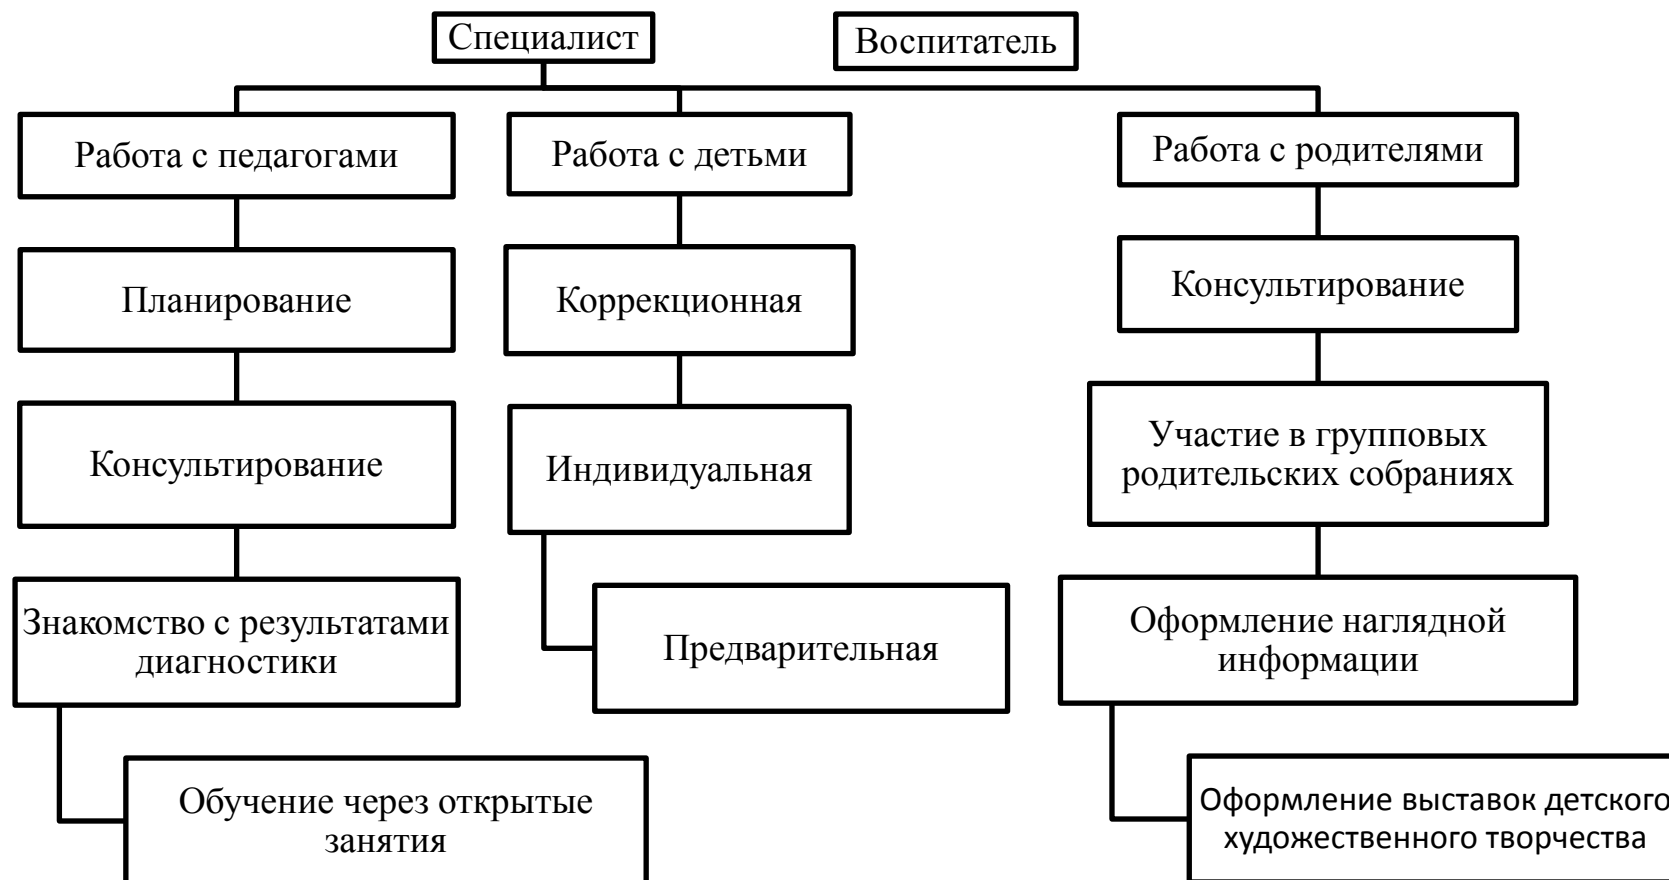 Специалист
Воспитатель
Работа с педагогами
Работа с детьми
Работа с родителями
Планирование
Коррекционная
Консультирование
Консультирование
Индивидуальная
Участие в групповых
родительских собраниях
Знакомство с результатами
диагностики
Предварительная
Оформление наглядной
информации
Обучение через открытые
занятия
Оформление выставок детского
художественного творчества